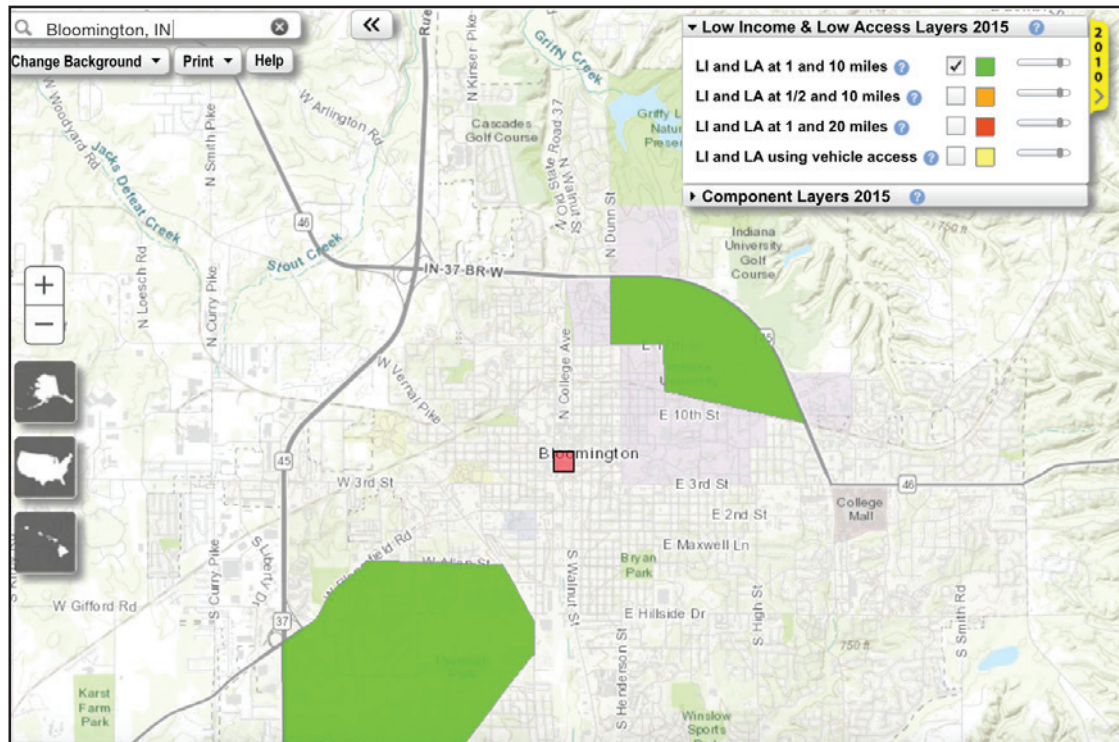 Bloomington, IN
Change Background
Print
Help
Low Income & Low Access Layers 2015
LI and LA at 1 and 10 miles
LI and LA at 1/2 and 10 miles
LI and LA at 1 and 20 miles
LI and LA using vehicle access
Component Layers 2015
2010
W Woodyard Rd
Jacks Defeat Creek
Stout Creek
N Loesch Rd
N Smith Pike
N Curry Pike
W Arlington Rd
46
N Kinser Pike
Griffy Creek
Cascades
Golf Course
N Old State Road 37
N Walnut St
N Dunn St
Indiana
University
Golf
Course
750 ft
IN-37-BR-W
W Vernal Pike
N College Ave
E 10th St
Bloomington
45
W 3rd St
E 3rd St
46
College
Mall
E 2nd St
E Maxwell Ln
Bryan
Park
S Curry Pike
S Liberty Dr
W Gifford Rd
37
S Walnut St
E Hillside Dr
S Henderson St
S High St
750 ft
S Smith Rd
Karst
Farm
Park
Winslow